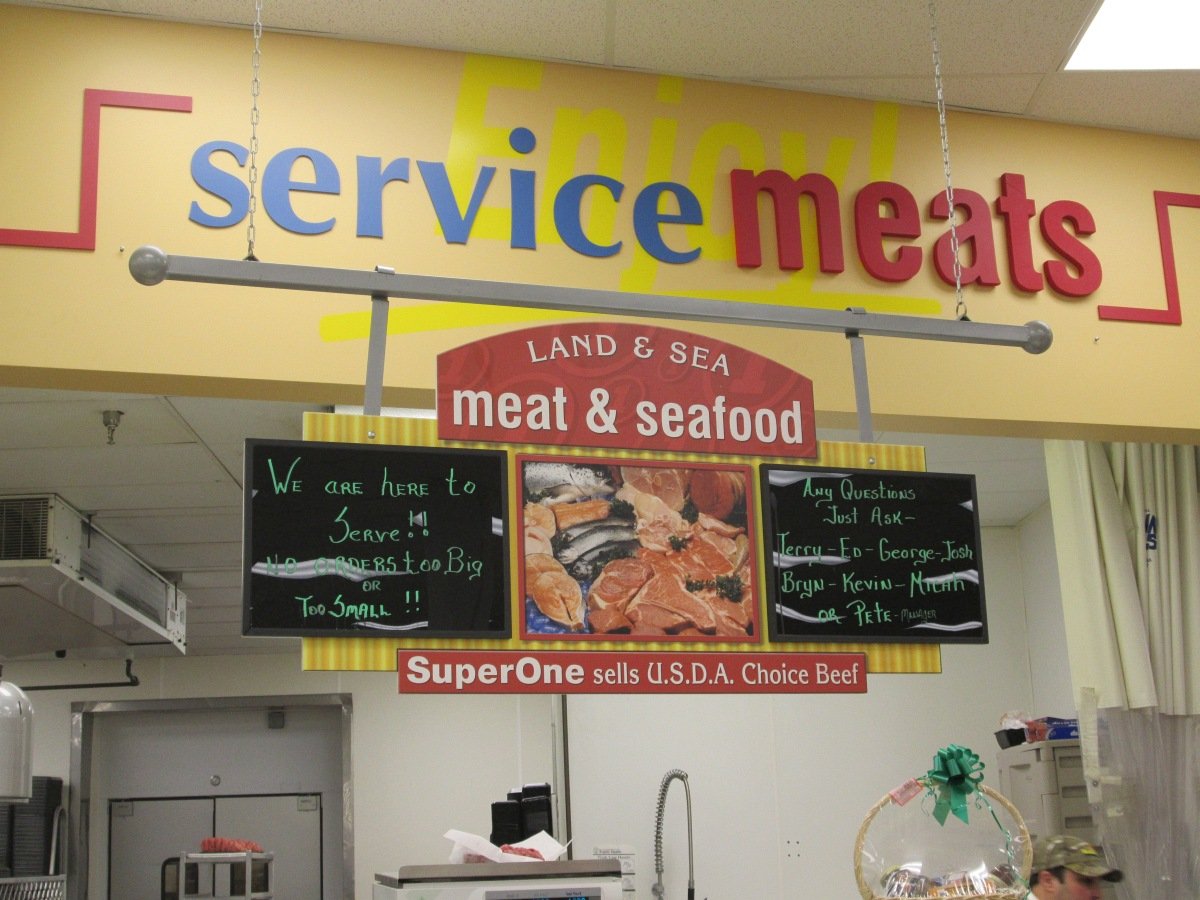 Enjoy!
service meats
LAND & SEA
meat & seafood
WE ARE hERE to
SERVE!!
NO ORDERS too Big
OR
Too SMALL !!
ANy QUESTIONS
JUST ASK-
Terry-ED-George-Josh
Bryn-KEVIN-MICAH
OR PETE-MANAGER
SuperOne sells U.S.D.A. Choice Beef